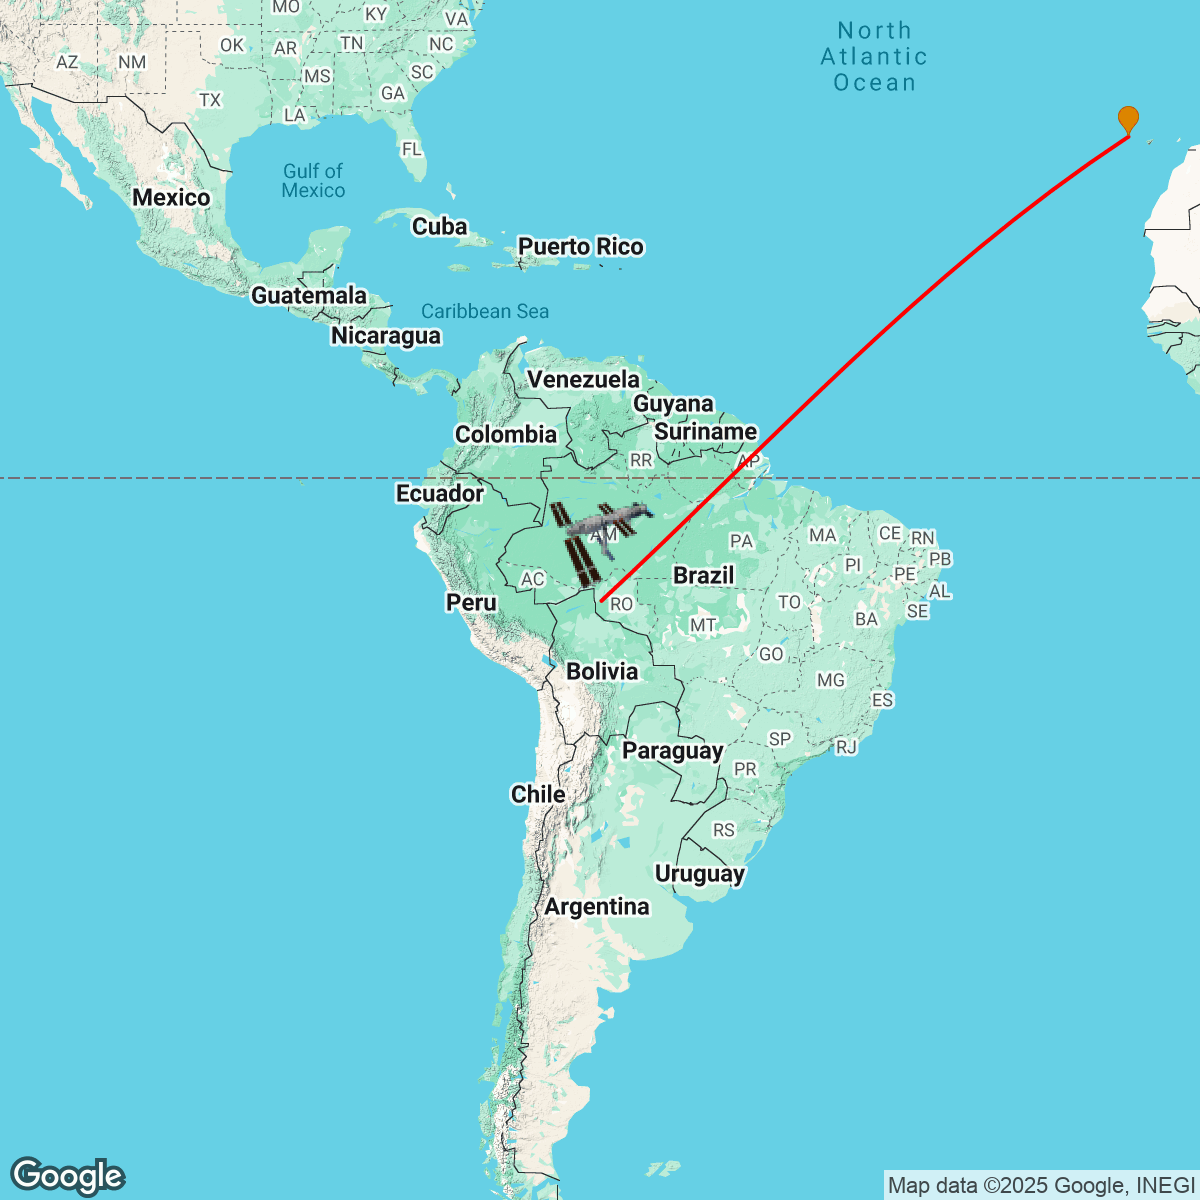 MO
KY
VA
North
Atlantic
Ocean
OK
AR
TN
NC
AZ
NM
MS
SC
TX
GA
LA
FL
Gulf of
Mexico
Mexico
Cuba
Puerto Rico
Guatemala
Caribbean Sea
Nicaragua
Venezuela
Guyana
Colombia
Suriname
RR
AP
Ecuador
AM
PA
MA
CE
RN
PB
PI
PE
AC
Brazil
AL
Peru
RO
TO
SE
MT
BA
GO
Bolivia
MG
ES
SP
RJ
Paraguay
PR
Chile
RS
Uruguay
Argentina
Google
Map data ©2025 Google, INEGI